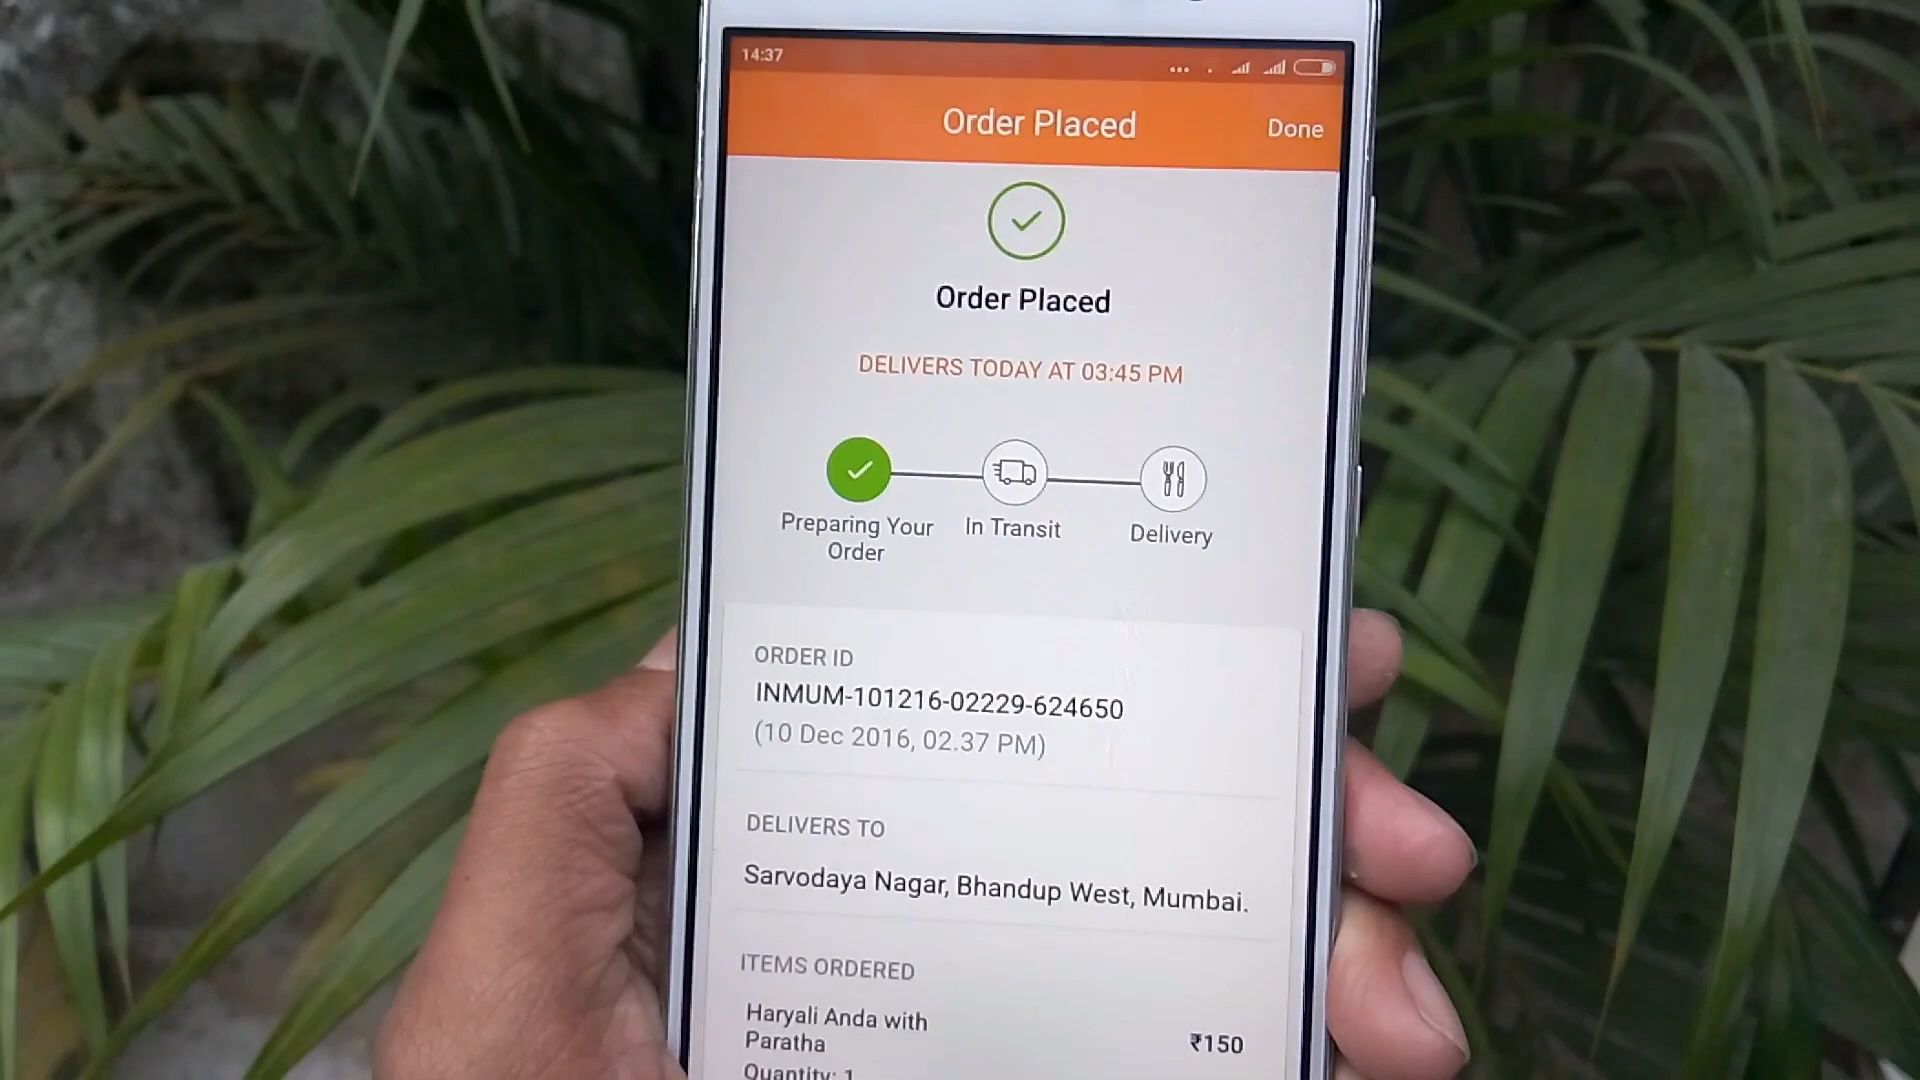 14:37
Order Placed
Done
Order Placed
DELIVERS TODAY AT 03:45 PM
Preparing Your
Order
In Transit
Delivery
ORDER ID
INMUM-101216-02229-624650
(10 Dec 2016, 02.37 PM)
DELIVERS TO
Sarvodaya Nagar, Bhandup West, Mumbai.
ITEMS ORDERED
Haryali Anda with
Paratha
₹150
Quantity: 1